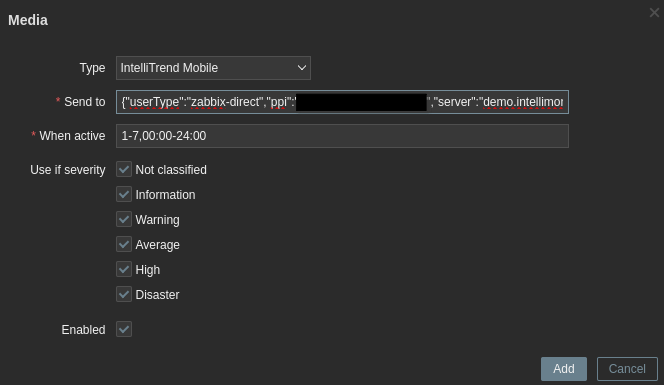 Media
Type IntelliTrend Mobile
* Send to {"userType":"zabbix-direct","ppi":" ","server":"demo.intellimor
* When active 1-7,00:00-24:00
Use if severity Not classified
Information
Warning
Average
High
Disaster
Enabled
Add Cancel